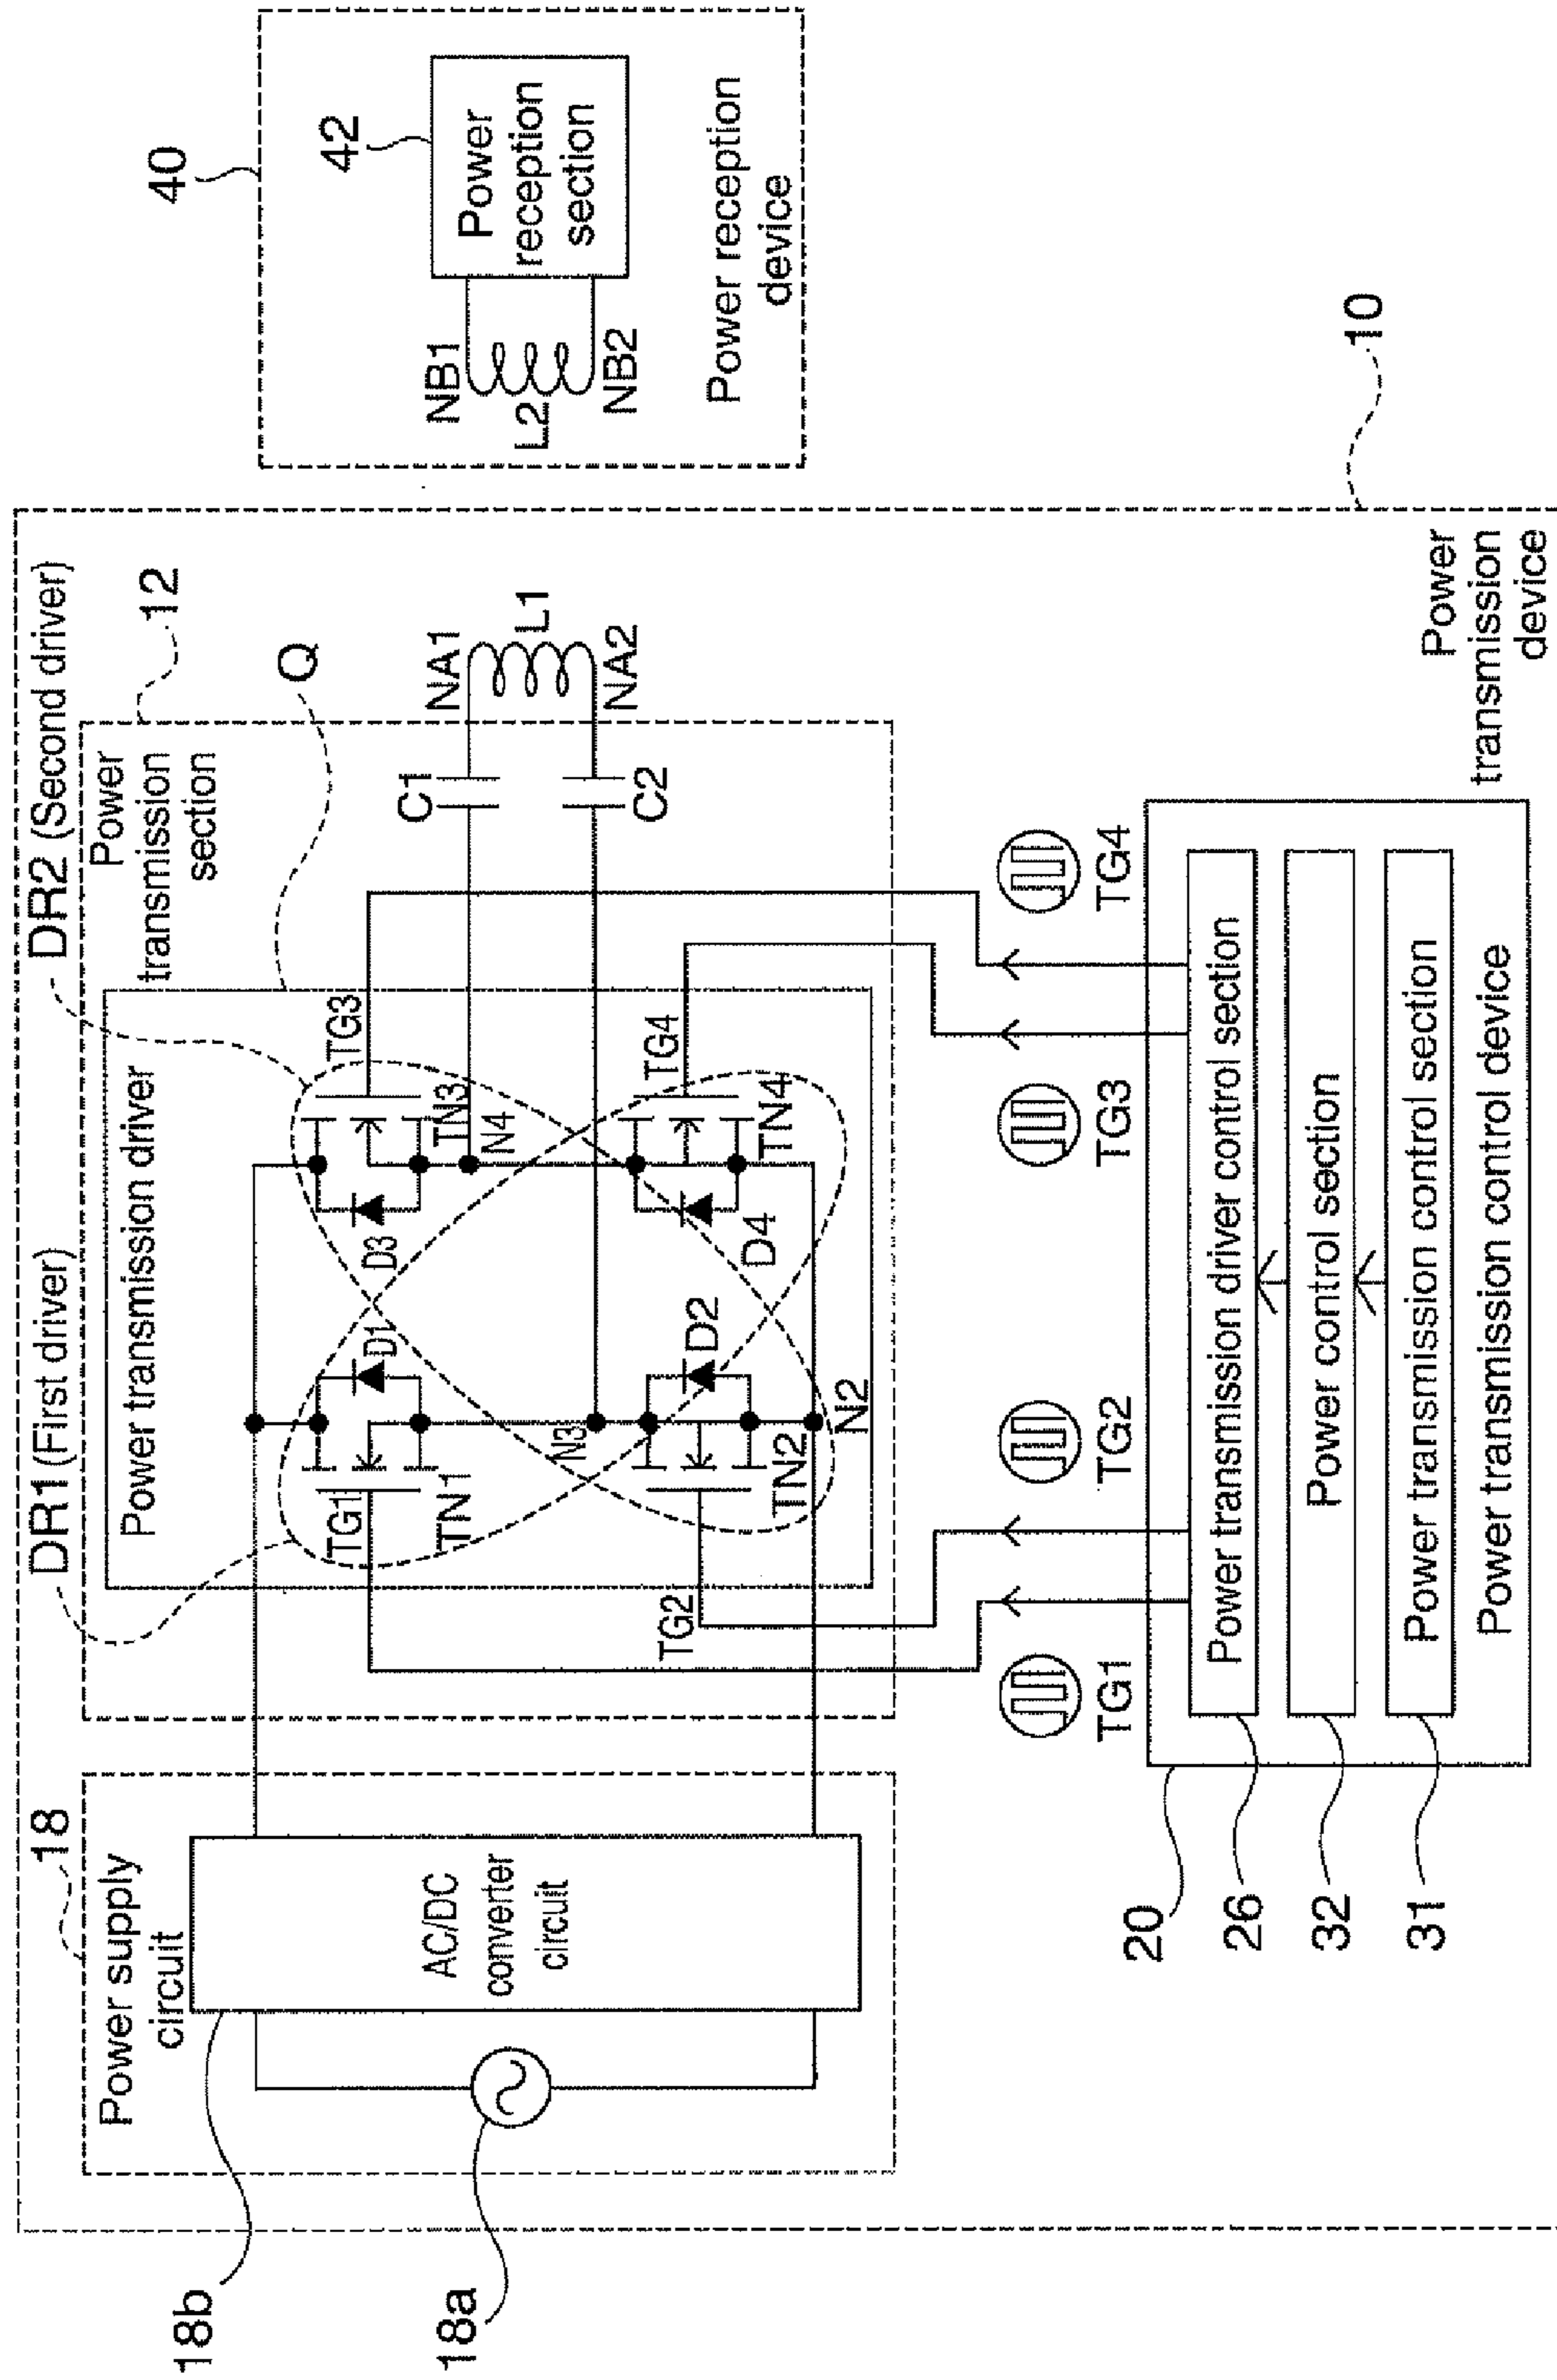 DR1 (First driver)
DR2 (Second driver)
18
Power supply
circuit
18b
18a
AC/DC
converter
circuit
12
Power
transmission
section
Q
Power transmission driver
TG1
TN1
D1
D3
TG3
TN3
N4
N3
TG2
TN2
D2
N2
D4
TG4
TN4
C1
C2
NA1
L1
NA2
40
42
Power
reception
section
NB1
L2
NB2
Power reception
device
TG1
TG2
TG3
TG4
20
26
Power transmission driver control section
32
Power control section
31
Power transmission control section
Power transmission control device
10
Power
transmission
device